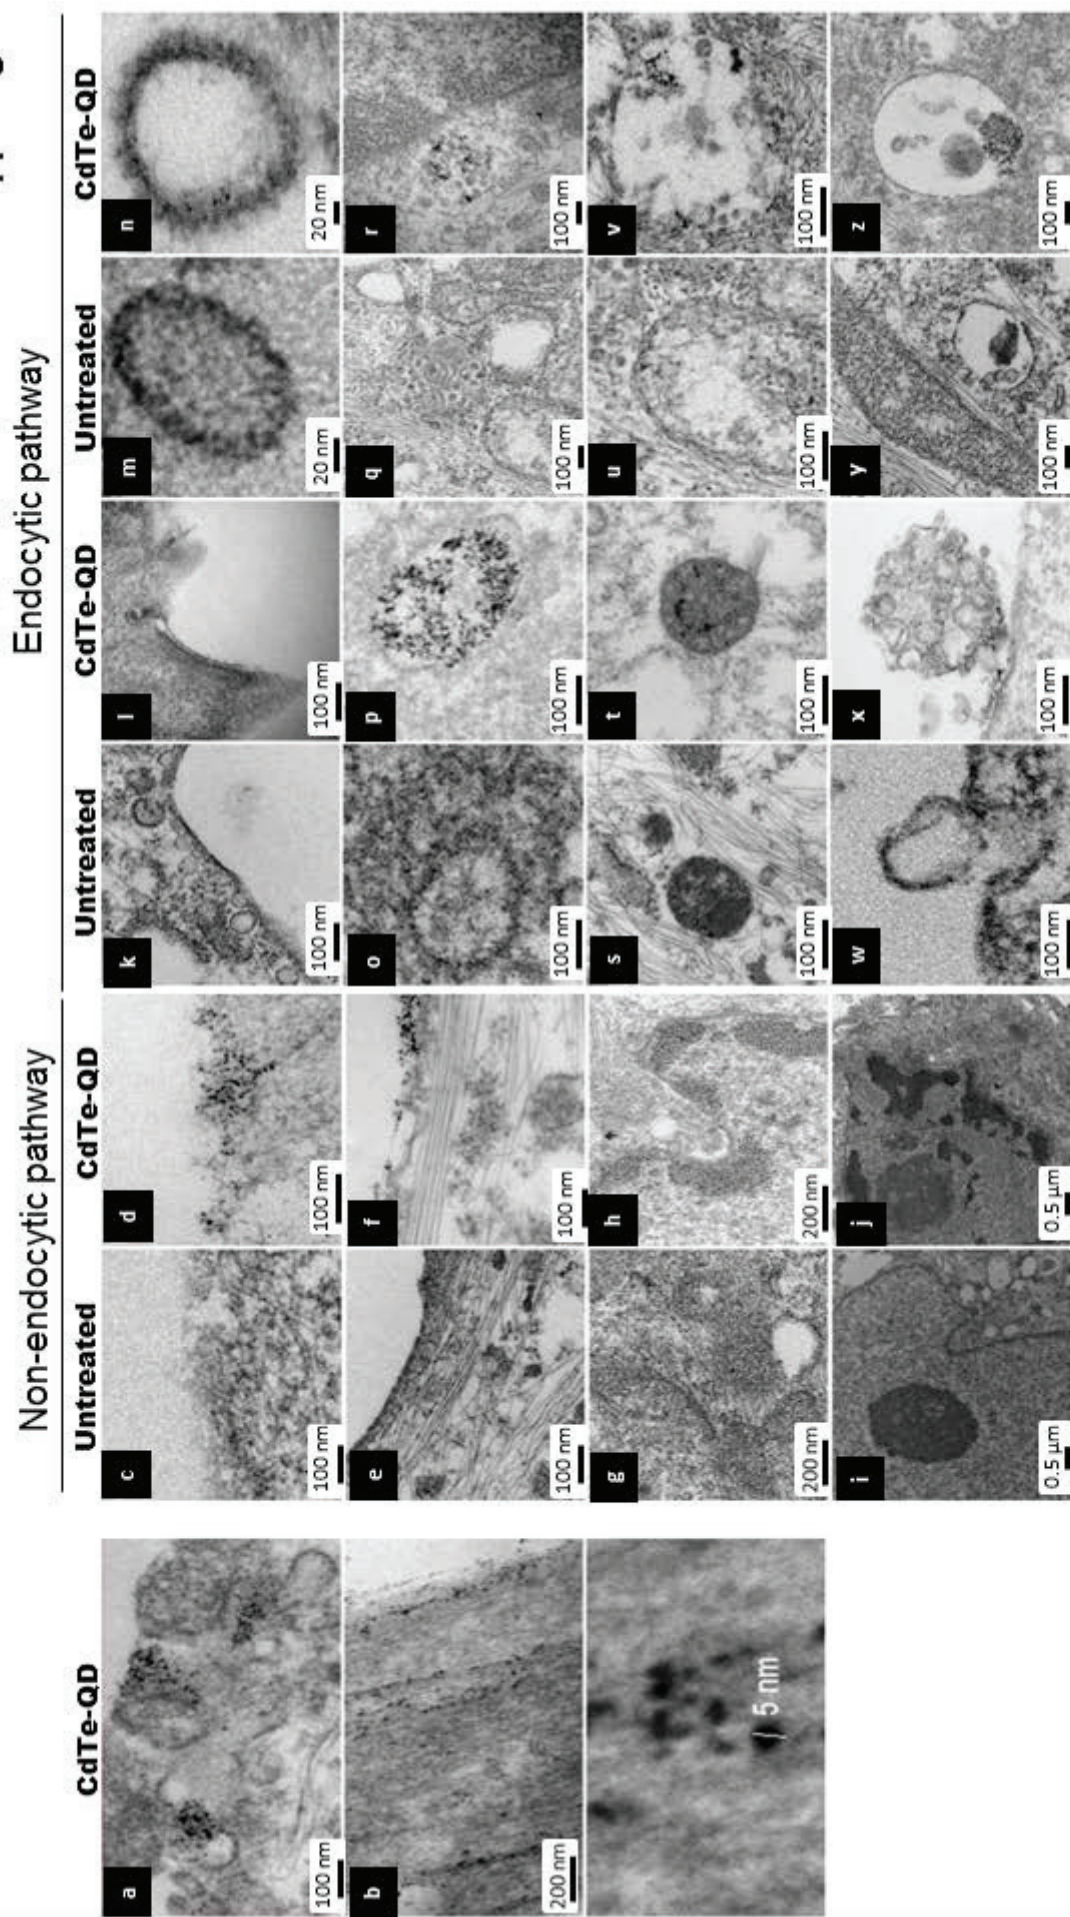 Non-endocytic pathway
Endocytic pathway
CdTe-QD
Untreated
CdTe-QD
Untreated
CdTe-QD
Untreated
CdTe-QD
a
100 nm
c
100 nm
d
100 nm
k
100 nm
l
100 nm
m
20 nm
n
20 nm
b
200 nm
e
100 nm
f
100 nm
o
100 nm
p
100 nm
q
100 nm
r
100 nm
5 nm
g
200 nm
h
200 nm
s
100 nm
t
100 nm
u
100 nm
v
100 nm
i
0.5 µm
j
0.5 µm
w
100 nm
x
100 nm
y
100 nm
z
100 nm